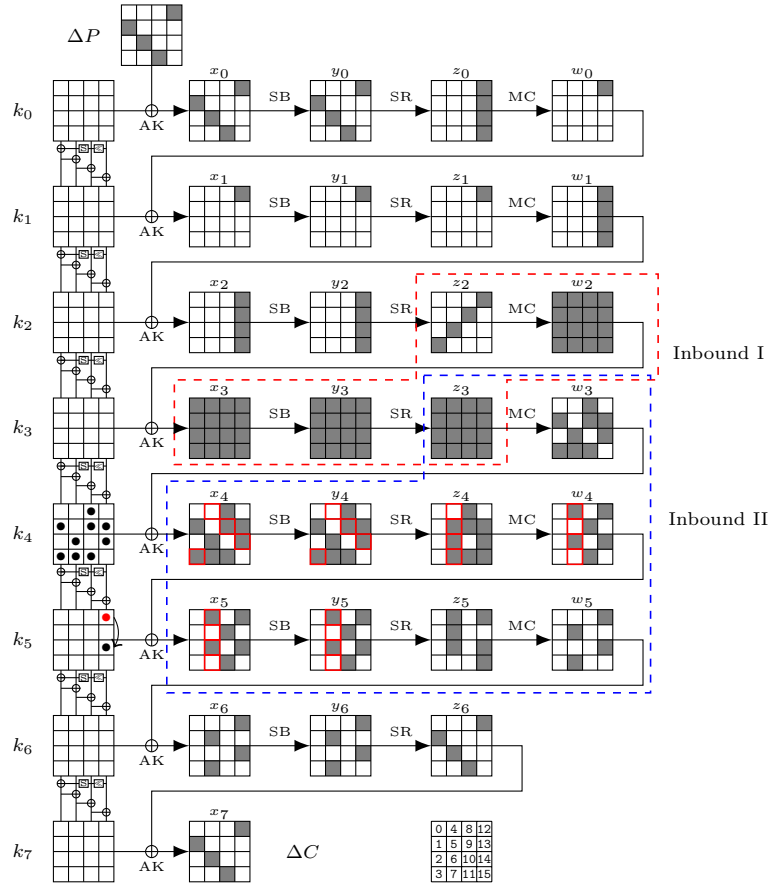 ΔP
x0 y0 z0 w0
k0 AK SB SR MC
S
x1 y1 z1 w1
k1 AK SB SR MC
S
x2 y2 z2 w2
k2 AK SB SR MC
Inbound I
S
x3 y3 z3 w3
k3 AK SB SR MC
S
x4 y4 z4 w4
k4 AK SB SR MC
Inbound II
S
x5 y5 z5 w5
k5 AK SB SR MC
S
x6 y6 z6
k6 AK SB SR
S
x7
k7 AK ΔC
0 4 8 12
1 5 9 13
2 6 10 14
3 7 11 15